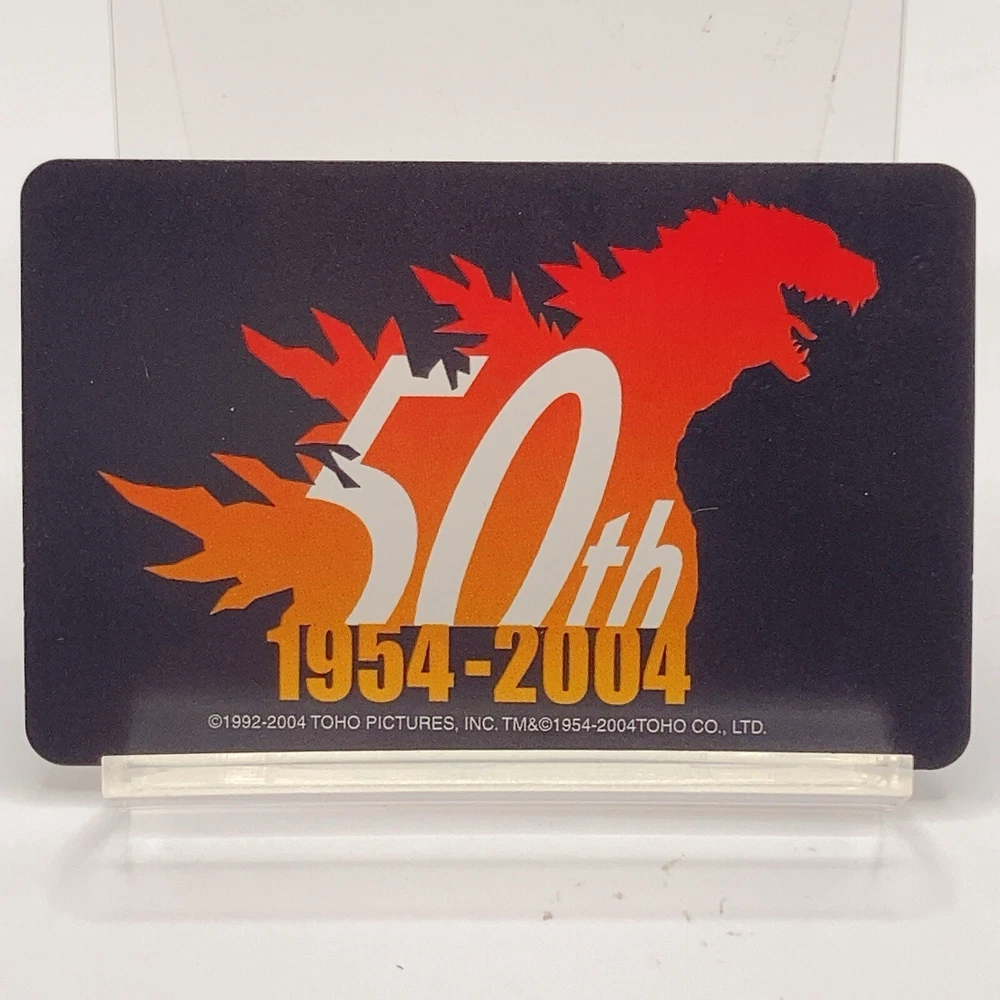 50th
1954-2004
©1992-2004 TOHO PICTURES, INC. TM&©1954-2004TOHO CO., LTD.